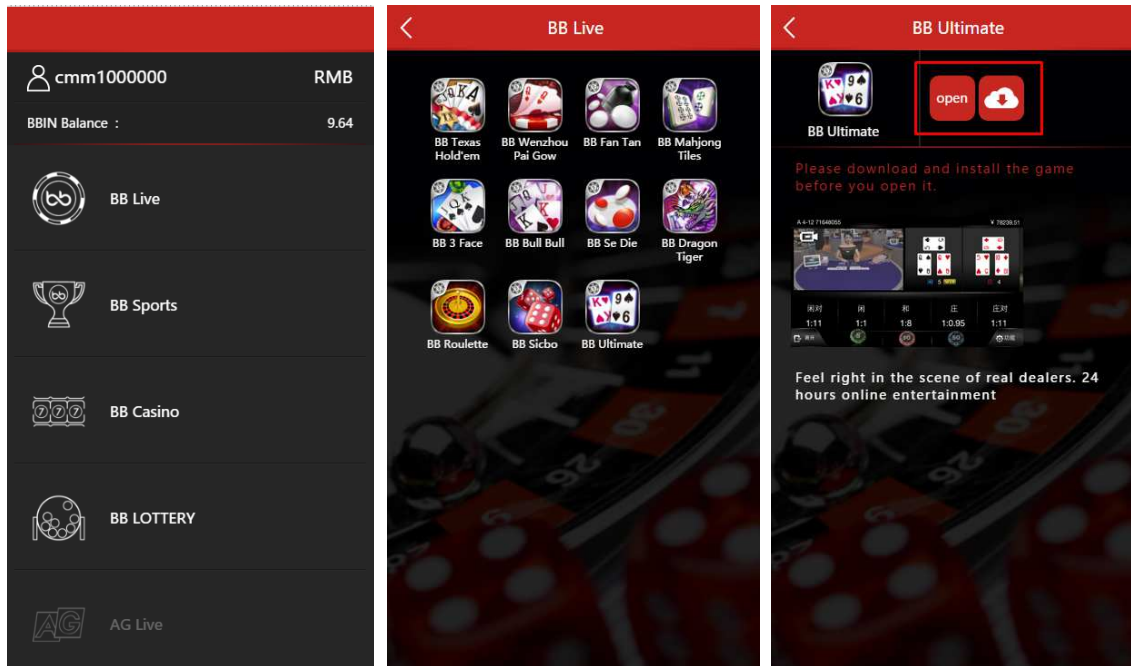 cmm1000000 RMB
BBIN Balance : 9.64
BB Live
BB Sports
BB Casino
BB LOTTERY
AG Live
BB Live
BB Texas
Hold'em
BB Wenzhou
Pai Gow
BB Fan Tan
BB Mahjong
Tiles
BB 3 Face
BB Bull Bull
BB Se Die
BB Dragon
Tiger
BB Roulette
BB Sicbo
BB Ultimate
BB Ultimate
BB Ultimate
open
Please download and install the game
before you open it.
闲对 闲 和 庄 庄对
1:11 1:1 1:8 1:0.95 1:11
Feel right in the scene of real dealers. 24
hours online entertainment